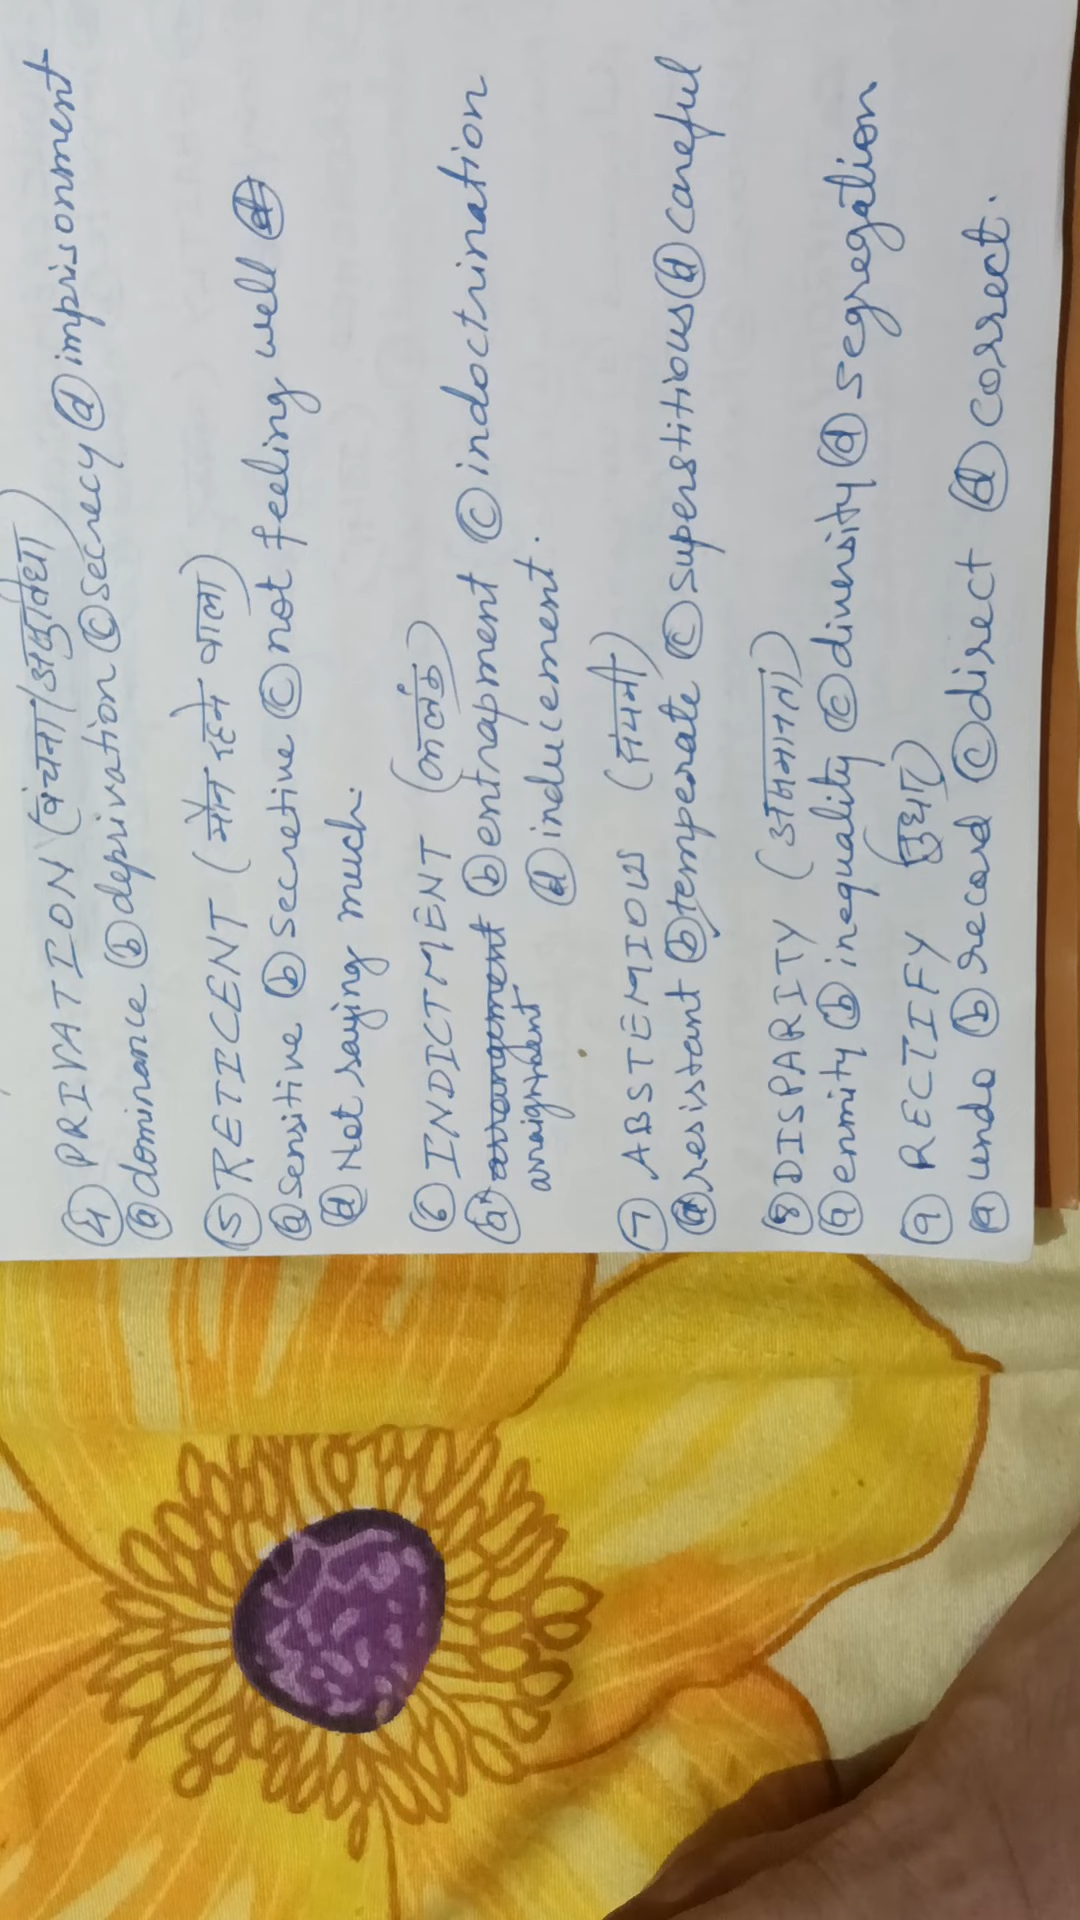 ④ PRIVATION (वंचना/असुविधा)
ⓐ dominance ⓑ deprivation ⓒ secrecy ⓓ imprisonment
⑤ RETICENT (मौन रहने वाला)
ⓐ sensitive ⓑ secretive ⓒ not feeling well ⓓ
ⓓ Not saying much.
⑥ INDICTMENT (कलंक)
ⓐ arrangement ⓑ entrapment ⓒ indoctrination
arraignment ⓓ inducement.
⑦ ABSTEMIOUS (संयमी)
ⓐ resistant ⓑ temperate ⓒ superstitious ⓓ careful
⑧ DISPARITY (असमानता)
ⓐ enmity ⓑ inequality ⓒ diversity ⓓ segregation
⑨ RECTIFY (सुधार)
ⓐ undo ⓑ record ⓒ direct ⓓ correct.